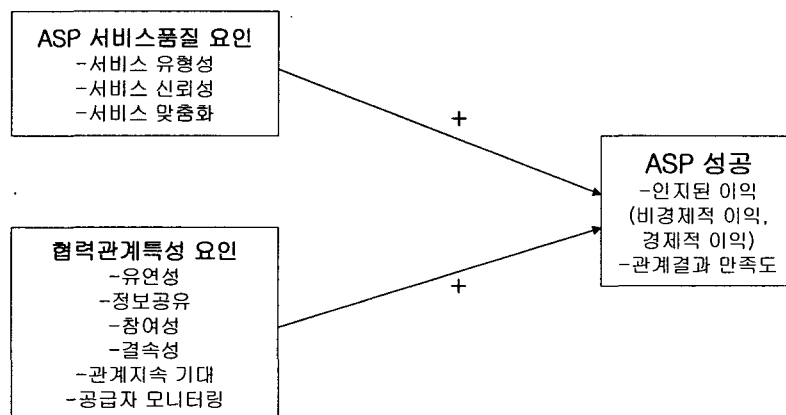 ASP 서비스품질 요인
-서비스 유형성
-서비스 신뢰성
-서비스 맞춤화
+
ASP 성공
-인지된 이익
(비경제적 이익,
경제적 이익)
-관계결과 만족도
협력관계특성 요인
-유연성
-정보공유
-참여성
-결속성
-관계지속 기대
-공급자 모니터링
+